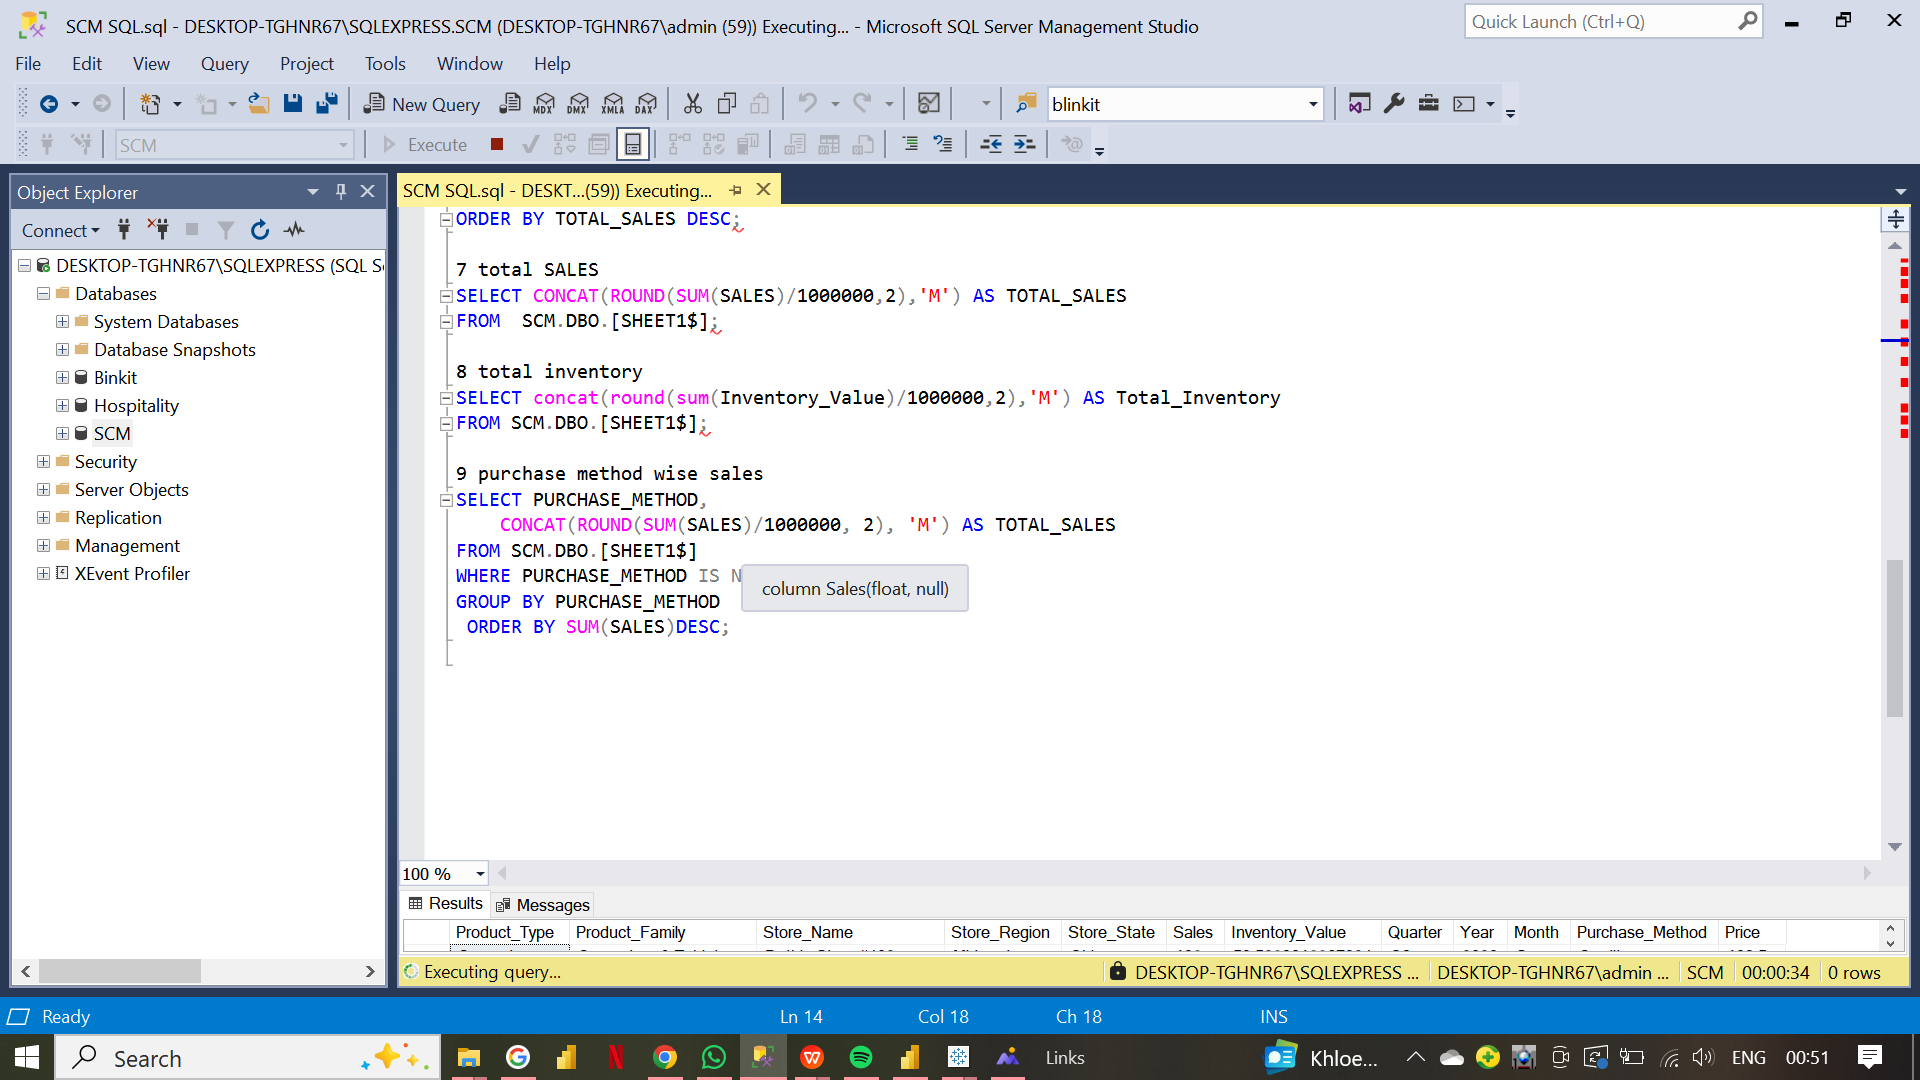 SCM SQL.sql - DESKTOP-TGHNR67\SQLEXPRESS.SCM (DESKTOP-TGHNR67\admin (59)) Executing... - Microsoft SQL Server Management Studio
Quick Launch (Ctrl+Q)
File Edit View Query Project Tools Window Help
New Query MDX DMX XMLA DAX blinkit
SCM Execute
Object Explorer
Connect
DESKTOP-TGHNR67\SQLEXPRESS (SQL S
Databases
System Databases
Database Snapshots
Binkit
Hospitality
SCM
Security
Server Objects
Replication
Management
XEvent Profiler
SCM SQL.sql - DESKT...(59)) Executing...
ORDER BY TOTAL_SALES DESC;
7 total SALES
SELECT CONCAT(ROUND(SUM(SALES)/1000000,2),'M') AS TOTAL_SALES
FROM  SCM.DBO.[SHEET1$];
8 total inventory
SELECT concat(round(sum(Inventory_Value)/1000000,2),'M') AS Total_Inventory
FROM SCM.DBO.[SHEET1$];
9 purchase method wise sales
SELECT PURCHASE_METHOD,
CONCAT(ROUND(SUM(SALES)/1000000, 2), 'M') AS TOTAL_SALES
FROM SCM.DBO.[SHEET1$]
WHERE PURCHASE_METHOD IS N
column Sales(float, null)
GROUP BY PURCHASE_METHOD
ORDER BY SUM(SALES)DESC;
100 %
Results Messages
Product_Type Product_Family Store_Name Store_Region Store_State Sales Inventory_Value Quarter Year Month Purchase_Method Price
Executing query... DESKTOP-TGHNR67\SQLEXPRESS ... DESKTOP-TGHNR67\admin ... SCM 00:00:34 0 rows
Ready Ln 14 Col 18 Ch 18 INS
Search Links Khloe... ENG 00:51